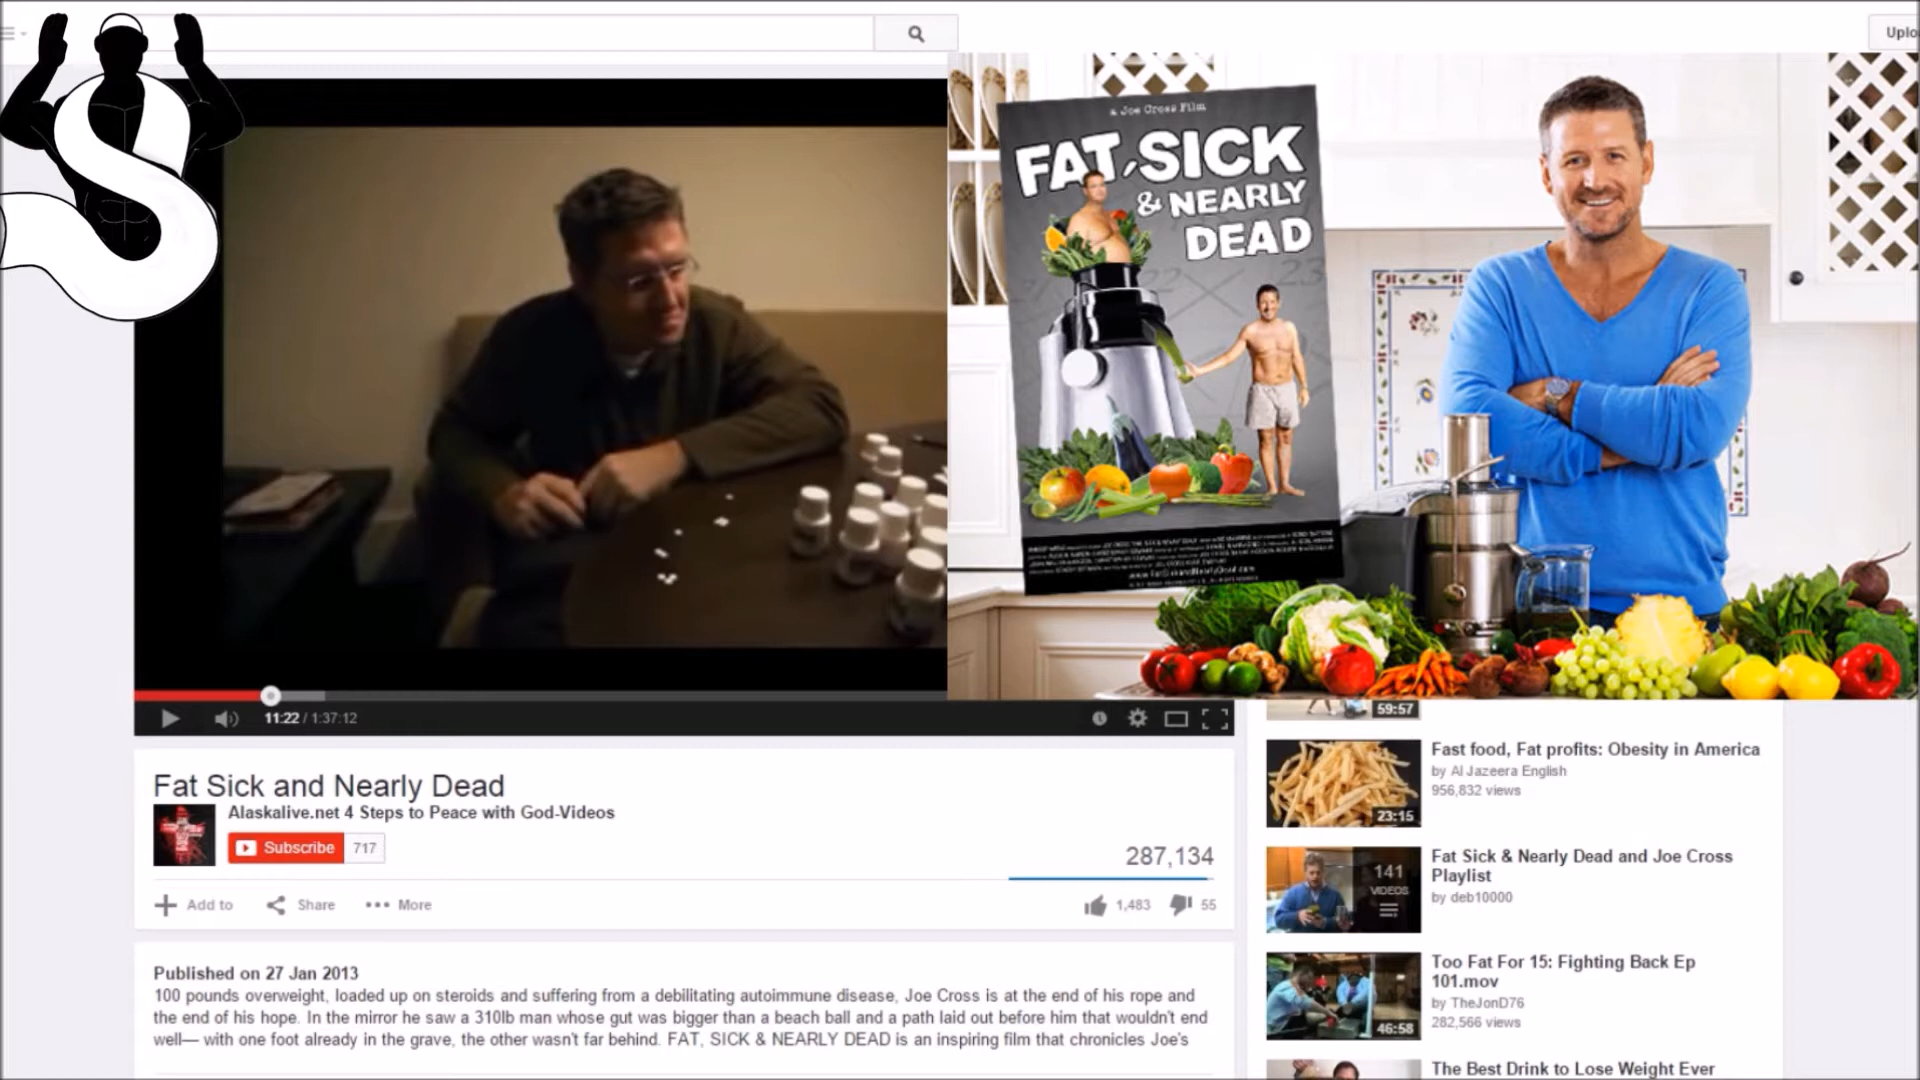 Uplo
a Joe Cross Film
FAT, SICK
& NEARLY
DEAD
www.FatSickandNearlyDead.com
11:22 / 1:37:12
59:57
Fat Sick and Nearly Dead
Alaskalive.net 4 Steps to Peace with God-Videos
Subscribe 717
287,134
Add to Share More
1,483 55
Published on 27 Jan 2013
100 pounds overweight, loaded up on steroids and suffering from a debilitating autoimmune disease, Joe Cross is at the end of his rope and
the end of his hope. In the mirror he saw a 310lb man whose gut was bigger than a beach ball and a path laid out before him that wouldn't end
well— with one foot already in the grave, the other wasn't far behind. FAT, SICK & NEARLY DEAD is an inspiring film that chronicles Joe's
Fast food, Fat profits: Obesity in America
by Al Jazeera English
956,832 views
23:15
Fat Sick & Nearly Dead and Joe Cross
Playlist
by deb10000
141
VIDEOS
Too Fat For 15: Fighting Back Ep
101.mov
by TheJonD76
282,566 views
46:58
The Best Drink to Lose Weight Ever